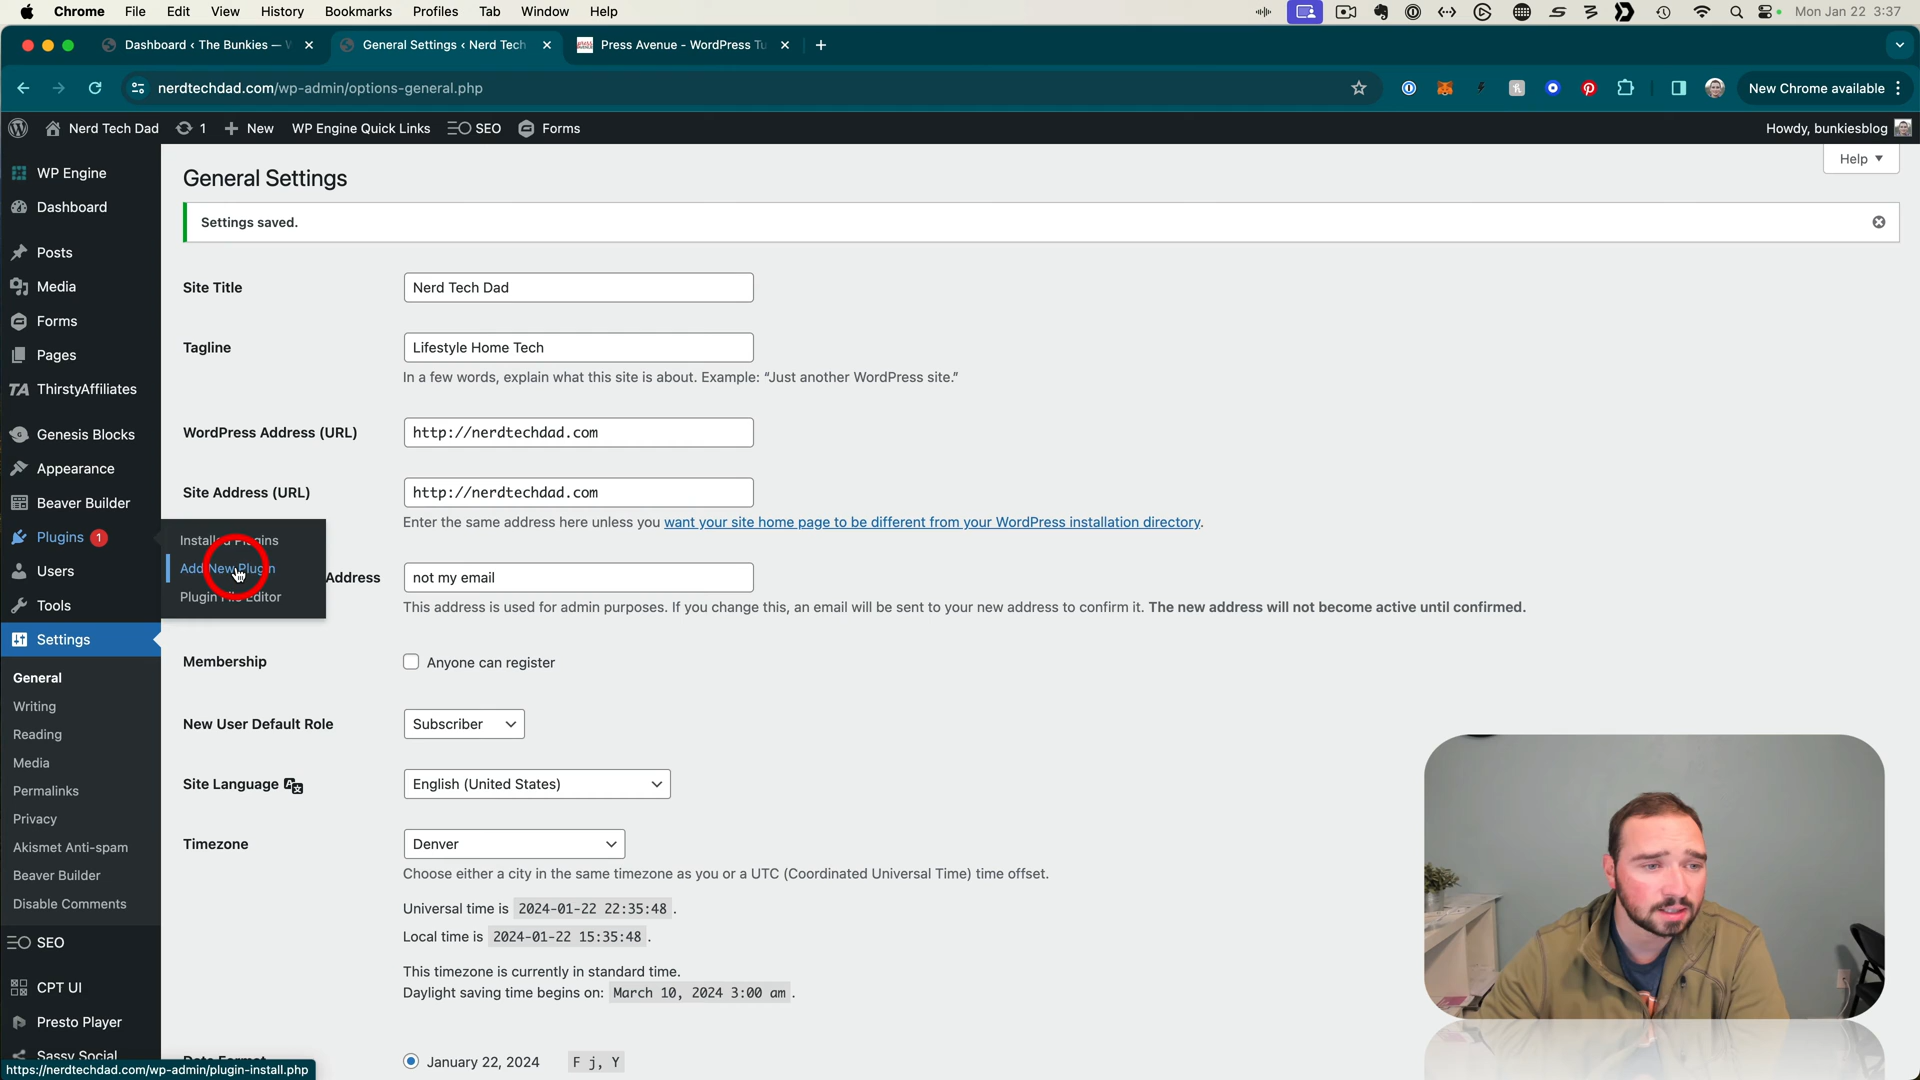 Chrome File Edit View History Bookmarks Profiles Tab Window Help Mon Jan 22 3:37
Dashboard ‹ The Bunkies — General Settings ‹ Nerd Tech Press Avenue - WordPress Tu
nerdtechdad.com/wp-admin/options-general.php New Chrome available
Nerd Tech Dad 1 New WP Engine Quick Links SEO Forms Howdy, bunkiesblog
Help
WP Engine
Dashboard
Posts
Media
Forms
Pages
TA ThirstyAffiliates
Genesis Blocks
Appearance
Beaver Builder
Plugins 1
Installed Plugins
Add New Plugin
Plugin File Editor
Users
Tools
Settings
General
Writing
Reading
Media
Permalinks
Privacy
Akismet Anti-spam
Beaver Builder
Disable Comments
SEO
CPT UI
Presto Player
Sassy Social
https://nerdtechdad.com/wp-admin/plugin-install.php
General Settings
Settings saved.
Site Title Nerd Tech Dad
Tagline Lifestyle Home Tech
In a few words, explain what this site is about. Example: “Just another WordPress site.”
WordPress Address (URL) http://nerdtechdad.com
Site Address (URL) http://nerdtechdad.com
Enter the same address here unless you want your site home page to be different from your WordPress installation directory.
Address not my email
This address is used for admin purposes. If you change this, an email will be sent to your new address to confirm it. The new address will not become active until confirmed.
Membership Anyone can register
New User Default Role Subscriber
Site Language English (United States)
Timezone Denver
Choose either a city in the same timezone as you or a UTC (Coordinated Universal Time) time offset.
Universal time is 2024-01-22 22:35:48 .
Local time is 2024-01-22 15:35:48 .
This timezone is currently in standard time.
Daylight saving time begins on: March 10, 2024 3:00 am .
Date Format January 22, 2024 F j, Y